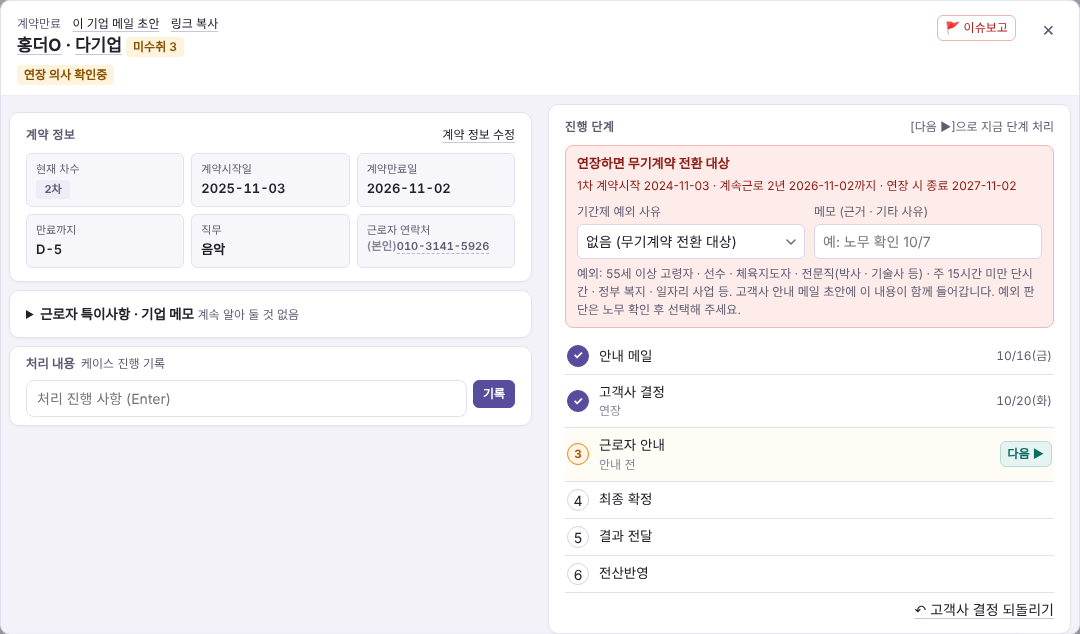 계약만료 이 기업 메일 초안 링크 복사
홍더O · 다기업 미수취 3
연장 의사 확인중
🚩 이슈보고 ✕
계약 정보 계약 정보 수정
현재 차수
2차
계약시작일
2025-11-03
계약만료일
2026-11-02
만료까지
D-5
직무
음악
근로자 연락처
(본인)010-3141-5926
▶ 근로자 특이사항 · 기업 메모 계속 알아 둘 것 없음
처리 내용 케이스 진행 기록
처리 진행 사항 (Enter) 기록
진행 단계 [다음 ▶]으로 지금 단계 처리
연장하면 무기계약 전환 대상
1차 계약시작 2024-11-03 · 계속근로 2년 2026-11-02까지 · 연장 시 종료 2027-11-02
기간제 예외 사유
없음 (무기계약 전환 대상)
메모 (근거 · 기타 사유)
예: 노무 확인 10/7
예외: 55세 이상 고령자 · 선수 · 체육지도자 · 전문직(박사 · 기술사 등) · 주 15시간 미만 단시
간 · 정부 복지 · 일자리 사업 등. 고객사 안내 메일 초안에 이 내용이 함께 들어갑니다. 예외 판
단은 노무 확인 후 선택해 주세요.
안내 메일 10/16(금)
고객사 결정 10/20(화)
연장
3 근로자 안내 다음 ▶
안내 전
4 최종 확정
5 결과 전달
6 전산반영
↶ 고객사 결정 되돌리기